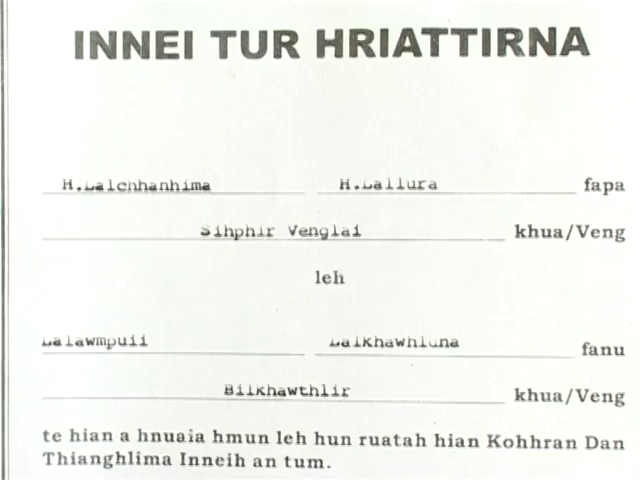 INNEI TUR HRIATTIRNA
H.Lalchhanhima H.Lallura fapa
Sihphir Venglai khua/Veng
leh
Lalawmpuii Lalkhawhluna fanu
Bilkhawthlir khua/Veng
te hian a hnuaia hmun leh hun ruatah hian Kohhran Dan
Thianghlima Inneih an tum.